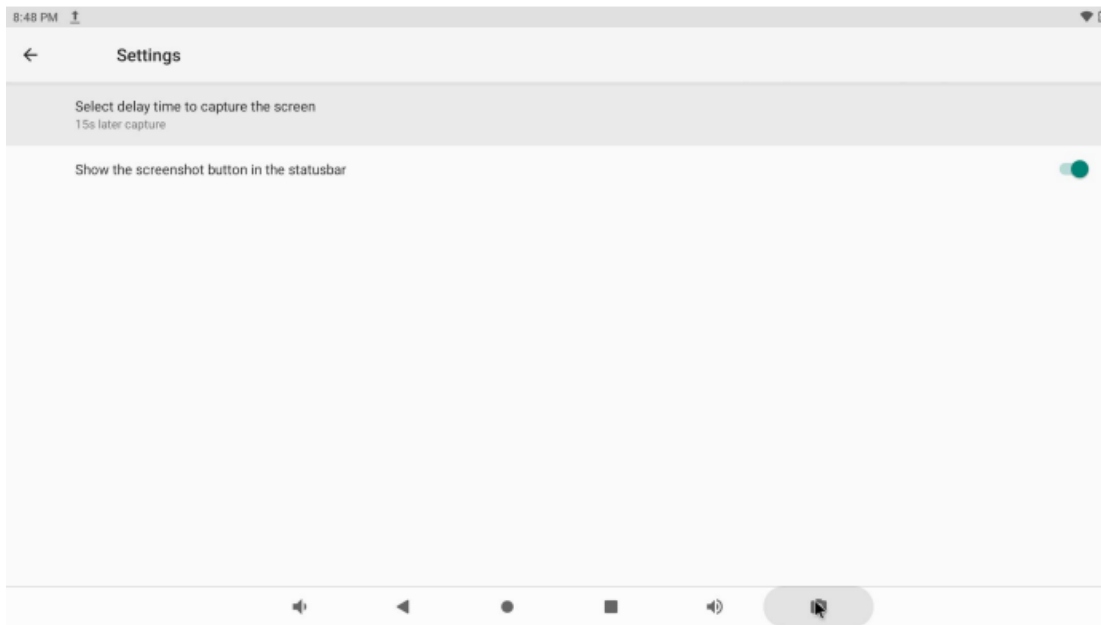 8:48 PM
Settings
Select delay time to capture the screen
15s later capture
Show the screenshot button in the statusbar